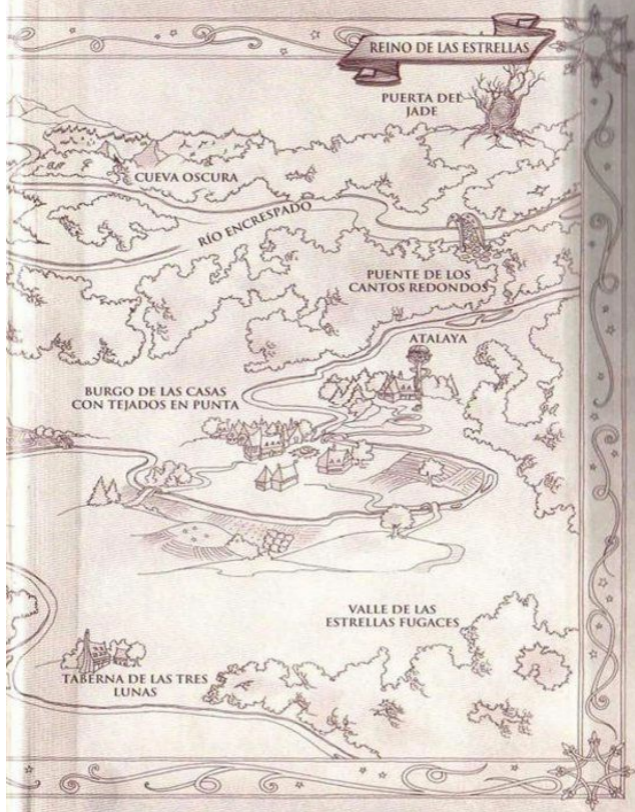 REINO DE LAS ESTRELLAS
PUERTA DEL
JADE
CUEVA OSCURA
RÍO ENCRESPADO
PUENTE DE LOS
CANTOS REDONDOS
ATALAYA
BURGO DE LAS CASAS
CON TEJADOS EN PUNTA
VALLE DE LAS
ESTRELLAS FUGACES
TABERNA DE LAS TRES
LUNAS